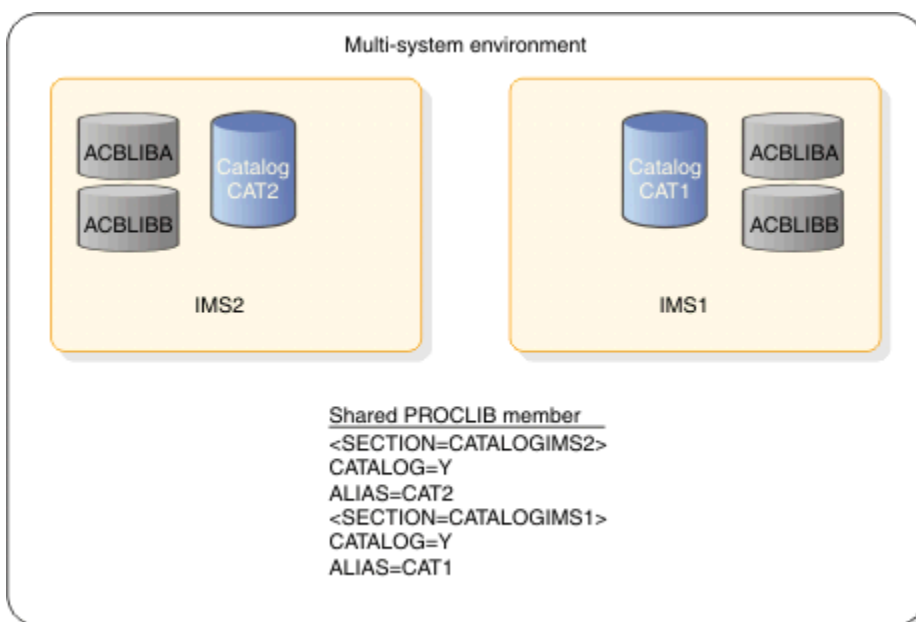 Multi-system environment
ACBLIBA
ACBLIBB
Catalog
CAT2
IMS2
Catalog
CAT1
ACBLIBA
ACBLIBB
IMS1
Shared PROCLIB member
<SECTION=CATALOGIMS2>
CATALOG=Y
ALIAS=CAT2
<SECTION=CATALOGIMS1>
CATALOG=Y
ALIAS=CAT1